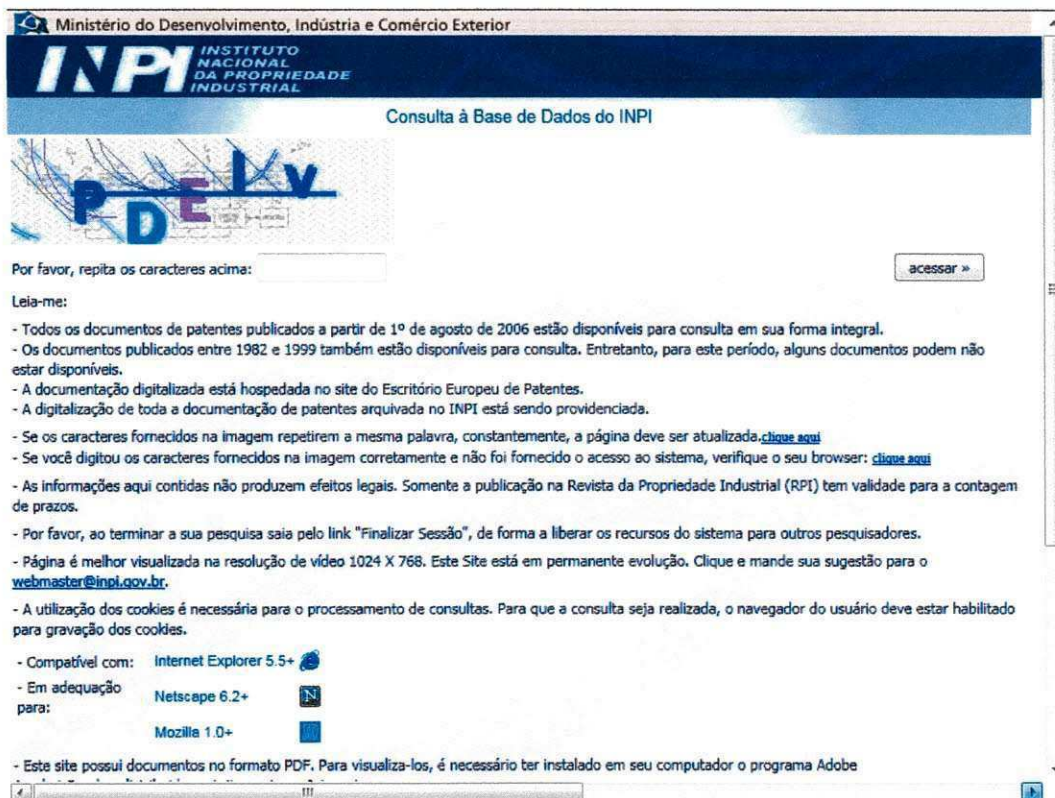 Ministério do Desenvolvimento, Indústria e Comércio Exterior
INPI
INSTITUTO
NACIONAL
DA PROPRIEDADE
INDUSTRIAL
Consulta à Base de Dados do INPI
P D E I V
Por favor, repita os caracteres acima: acessar »
Leia-me:
- Todos os documentos de patentes publicados a partir de 1º de agosto de 2006 estão disponíveis para consulta em sua forma integral.
- Os documentos publicados entre 1982 e 1999 também estão disponíveis para consulta. Entretanto, para este período, alguns documentos podem não
estar disponíveis.
- A documentação digitalizada está hospedada no site do Escritório Europeu de Patentes.
- A digitalização de toda a documentação de patentes arquivada no INPI está sendo providenciada.
- Se os caracteres fornecidos na imagem repetirem a mesma palavra, constantemente, a página deve ser atualizada.clique aqui
- Se você digitou os caracteres fornecidos na imagem corretamente e não foi fornecido o acesso ao sistema, verifique o seu browser: clique aqui
- As informações aqui contidas não produzem efeitos legais. Somente a publicação na Revista da Propriedade Industrial (RPI) tem validade para a contagem
de prazos.
- Por favor, ao terminar a sua pesquisa saia pelo link "Finalizar Sessão", de forma a liberar os recursos do sistema para outros pesquisadores.
- Página é melhor visualizada na resolução de vídeo 1024 X 768. Este Site está em permanente evolução. Clique e mande sua sugestão para o
webmaster@inpi.gov.br.
- A utilização dos cookies é necessária para o processamento de consultas. Para que a consulta seja realizada, o navegador do usuário deve estar habilitado
para gravação dos cookies.
- Compatível com: Internet Explorer 5.5+
- Em adequação
para:
Netscape 6.2+
Mozilla 1.0+
- Este site possui documentos no formato PDF. Para visualiza-los, é necessário ter instalado em seu computador o programa Adobe